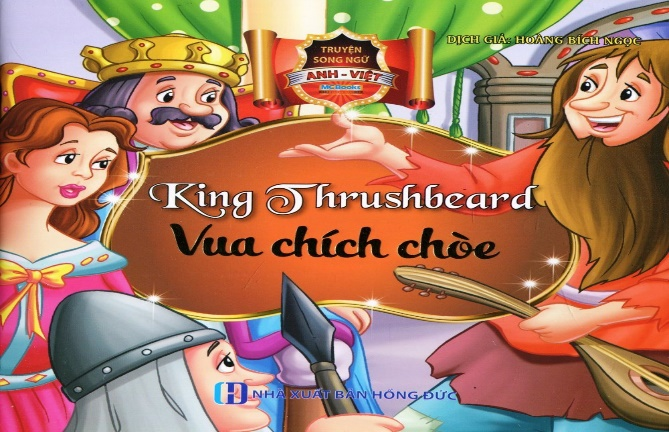 TRUYỆN
SONG NGỮ
ANH - VIỆT
MCBooks
DỊCH GIẢ: HOÀNG BÍCH NGỌC
King Thrushbeard
Vua chích chòe
NHÀ XUẤT BẢN HỒNG ĐỨC